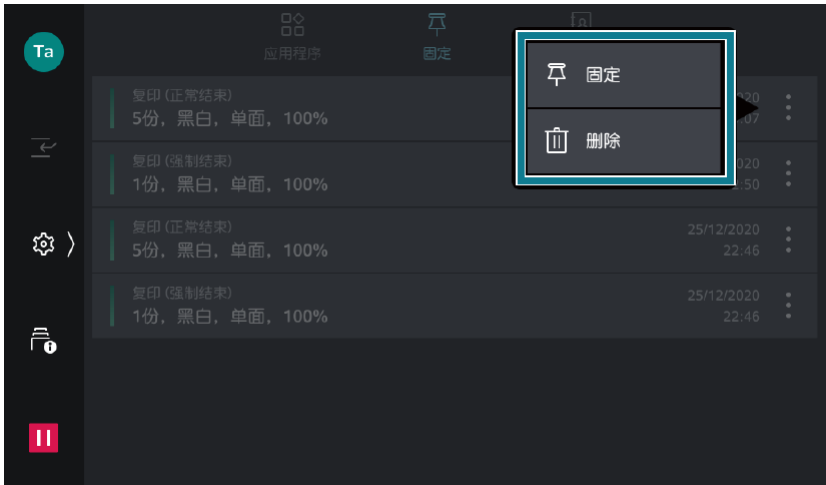 Ta
应用程序
固定
固定
删除
复印 (正常结束)
5份, 黑白, 单面, 100%
复印 (强制结束)
1份, 黑白, 单面, 100%
复印 (正常结束)
5份, 黑白, 单面, 100%
25/12/2020
22:46
复印 (强制结束)
1份, 黑白, 单面, 100%
25/12/2020
22:46